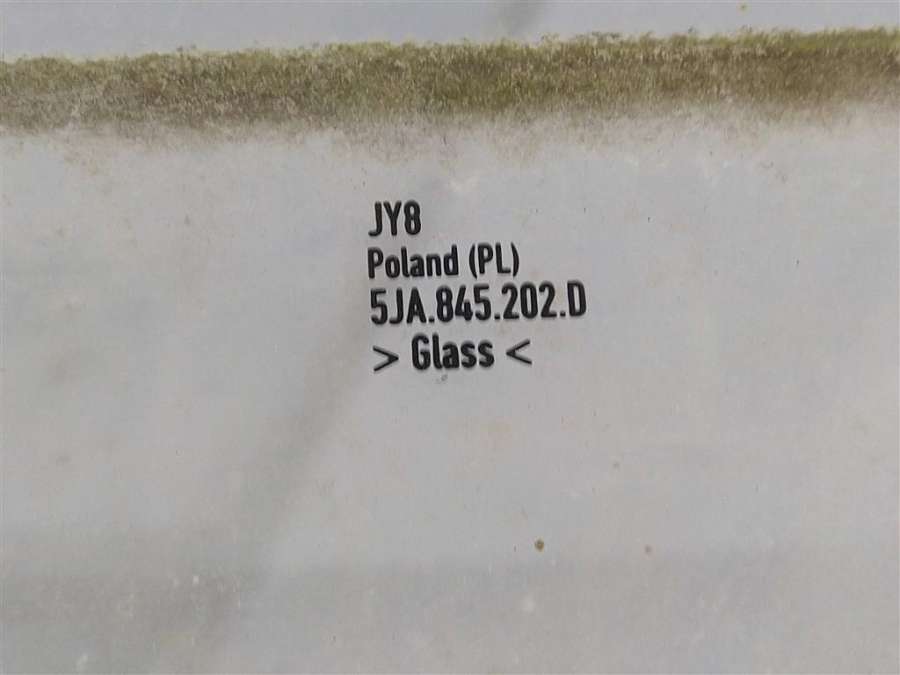 JY8
Poland (PL)
5JA.845.202.D
> Glass <